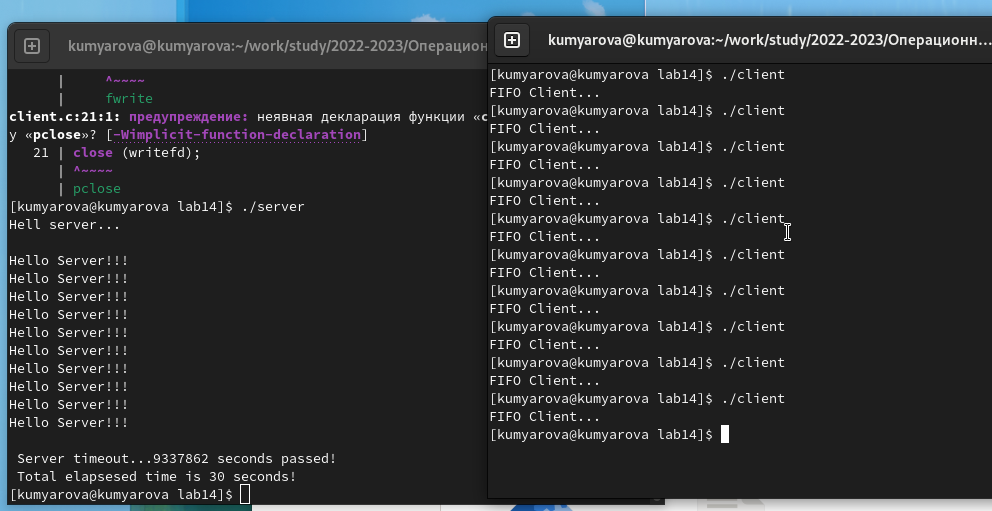 kumyarova@kumyarova:~/work/study/2022-2023/Операцион
|     ^~~~~
|     fwrite
client.c:21:1: предупреждение: неявная декларация функции «c
у «pclose»? [-Wimplicit-function-declaration]
21 | close (writefd);
| ^~~~~
| pclose
[kumyarova@kumyarova lab14]$ ./server
Hell server...
Hello Server!!!
Hello Server!!!
Hello Server!!!
Hello Server!!!
Hello Server!!!
Hello Server!!!
Hello Server!!!
Hello Server!!!
Hello Server!!!
Hello Server!!!
Server timeout...9337862 seconds passed!
Total elapsesed time is 30 seconds!
[kumyarova@kumyarova lab14]$
kumyarova@kumyarova:~/work/study/2022-2023/Операционн...
[kumyarova@kumyarova lab14]$ ./client
FIFO Client...
[kumyarova@kumyarova lab14]$ ./client
FIFO Client...
[kumyarova@kumyarova lab14]$ ./client
FIFO Client...
[kumyarova@kumyarova lab14]$ ./client
FIFO Client...
[kumyarova@kumyarova lab14]$ ./client
FIFO Client...
[kumyarova@kumyarova lab14]$ ./client
FIFO Client...
[kumyarova@kumyarova lab14]$ ./client
FIFO Client...
[kumyarova@kumyarova lab14]$ ./client
FIFO Client...
[kumyarova@kumyarova lab14]$ ./client
FIFO Client...
[kumyarova@kumyarova lab14]$ ./client
FIFO Client...
[kumyarova@kumyarova lab14]$